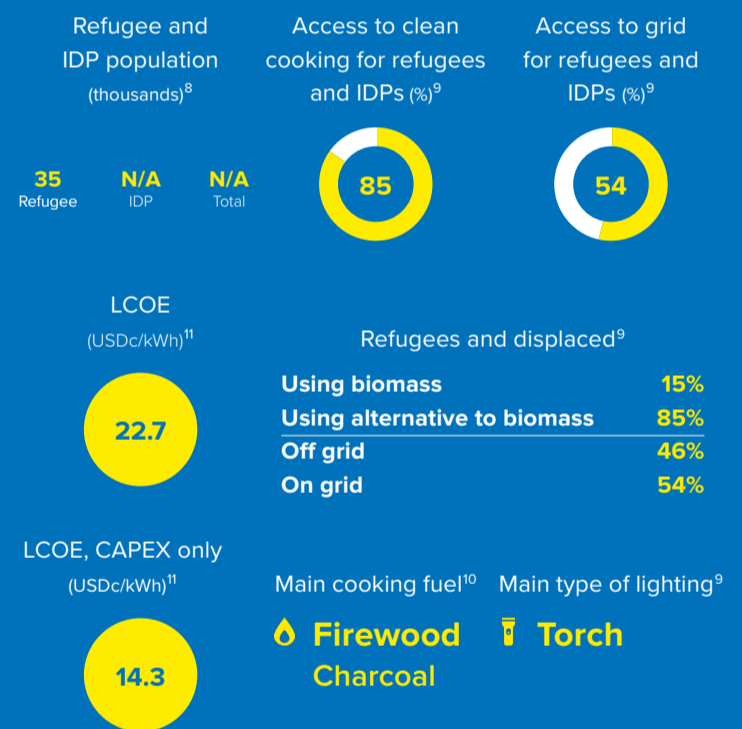 Refugee and
IDP population
(thousands)⁸
35
Refugee
N/A
IDP
N/A
Total
Access to clean
cooking for refugees
and IDPs (%)⁹
85
Access to grid
for refugees and
IDPs (%)⁹
54
LCOE
(USDc/kWh)¹¹
22.7
Refugees and displaced⁹
Using biomass 15%
Using alternative to biomass 85%
Off grid 46%
On grid 54%
LCOE, CAPEX only
(USDc/kWh)¹¹
14.3
Main cooking fuel¹⁰
Firewood
Charcoal
Main type of lighting⁹
Torch